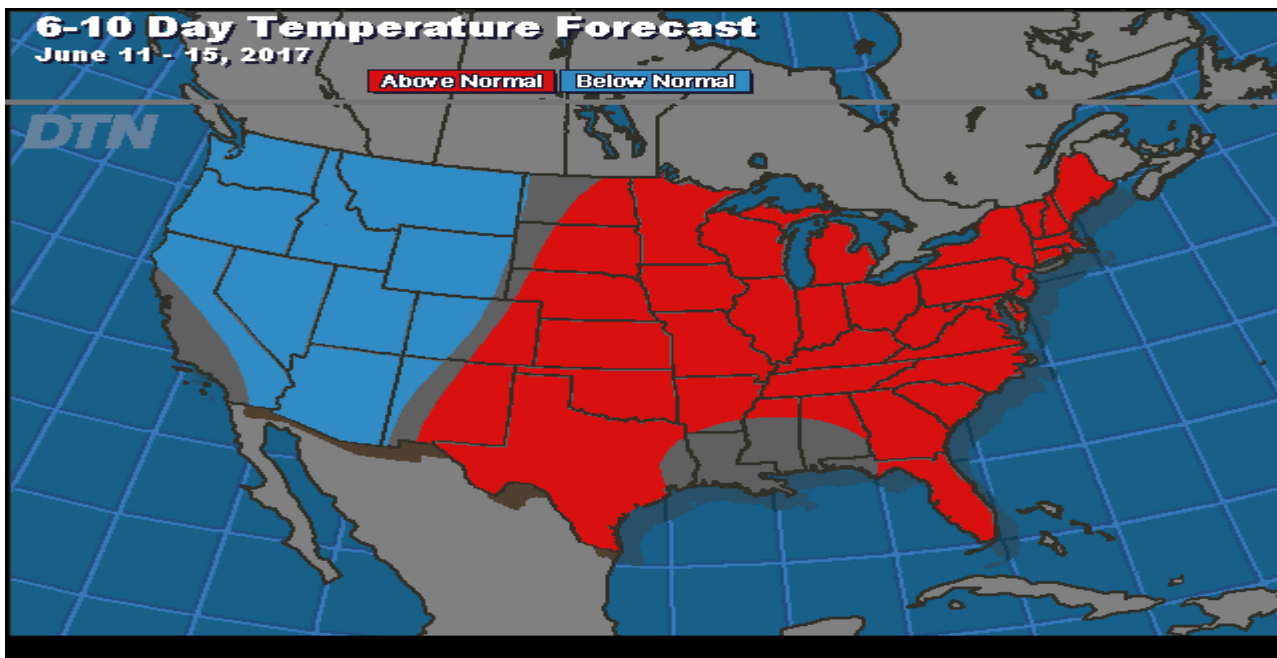 6-10 Day Temperature Forecast
June 11 - 15, 2017
Above Normal Below Normal
DTN